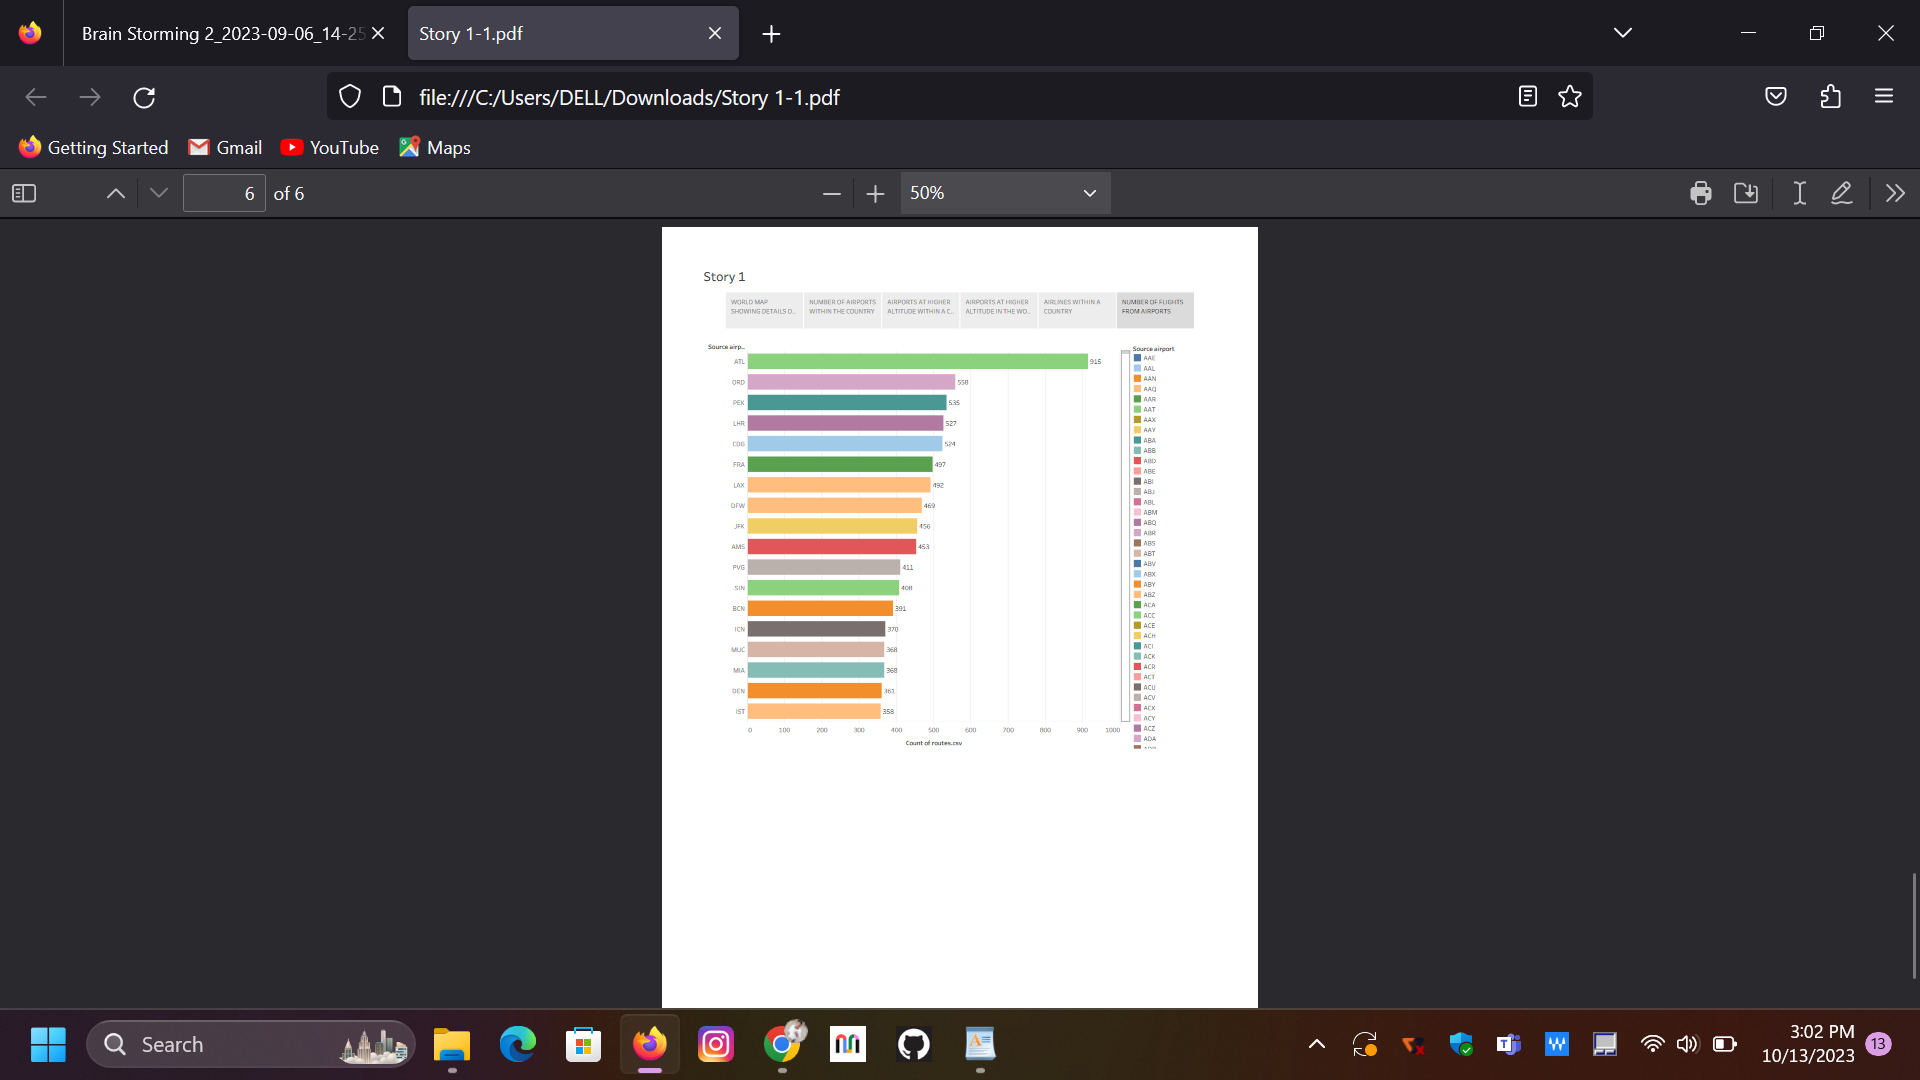 Brain Storming 2_2023-09-06_14-25
Story 1-1.pdf
file:///C:/Users/DELL/Downloads/Story 1-1.pdf
Getting Started
Gmail
YouTube
Maps
6
of 6
50%
Story 1
WORLD MAP
SHOWING DETAILS O..
NUMBER OF AIRPORTS
WITHIN THE COUNTRY
AIRPORTS AT HIGHER
ALTITUDE WITHIN A C..
AIRPORTS AT HIGHER
ALTITUDE IN THE WO..
AIRLINES WITHIN A
COUNTRY
NUMBER OF FLIGHTS
FROM AIRPORTS
Source airp..
ATL 915
ORD 558
PEK 535
LHR 527
CDG 524
FRA 497
LAX 492
DFW 469
JFK 456
AMS 453
PVG 411
SIN 408
BCN 391
ICN 370
MUC 368
MIA 368
DEN 361
IST 358
0 100 200 300 400 500 600 700 800 900 1000
Count of routes.csv
Source airport
AAE
AAL
AAN
AAQ
AAR
AAT
AAX
AAY
ABA
ABB
ABD
ABE
ABI
ABJ
ABL
ABM
ABQ
ABR
ABS
ABT
ABV
ABX
ABY
ABZ
ACA
ACC
ACE
ACH
ACI
ACK
ACR
ACT
ACU
ACV
ACX
ACY
ACZ
ADA
Search
3:02 PM
10/13/2023
13